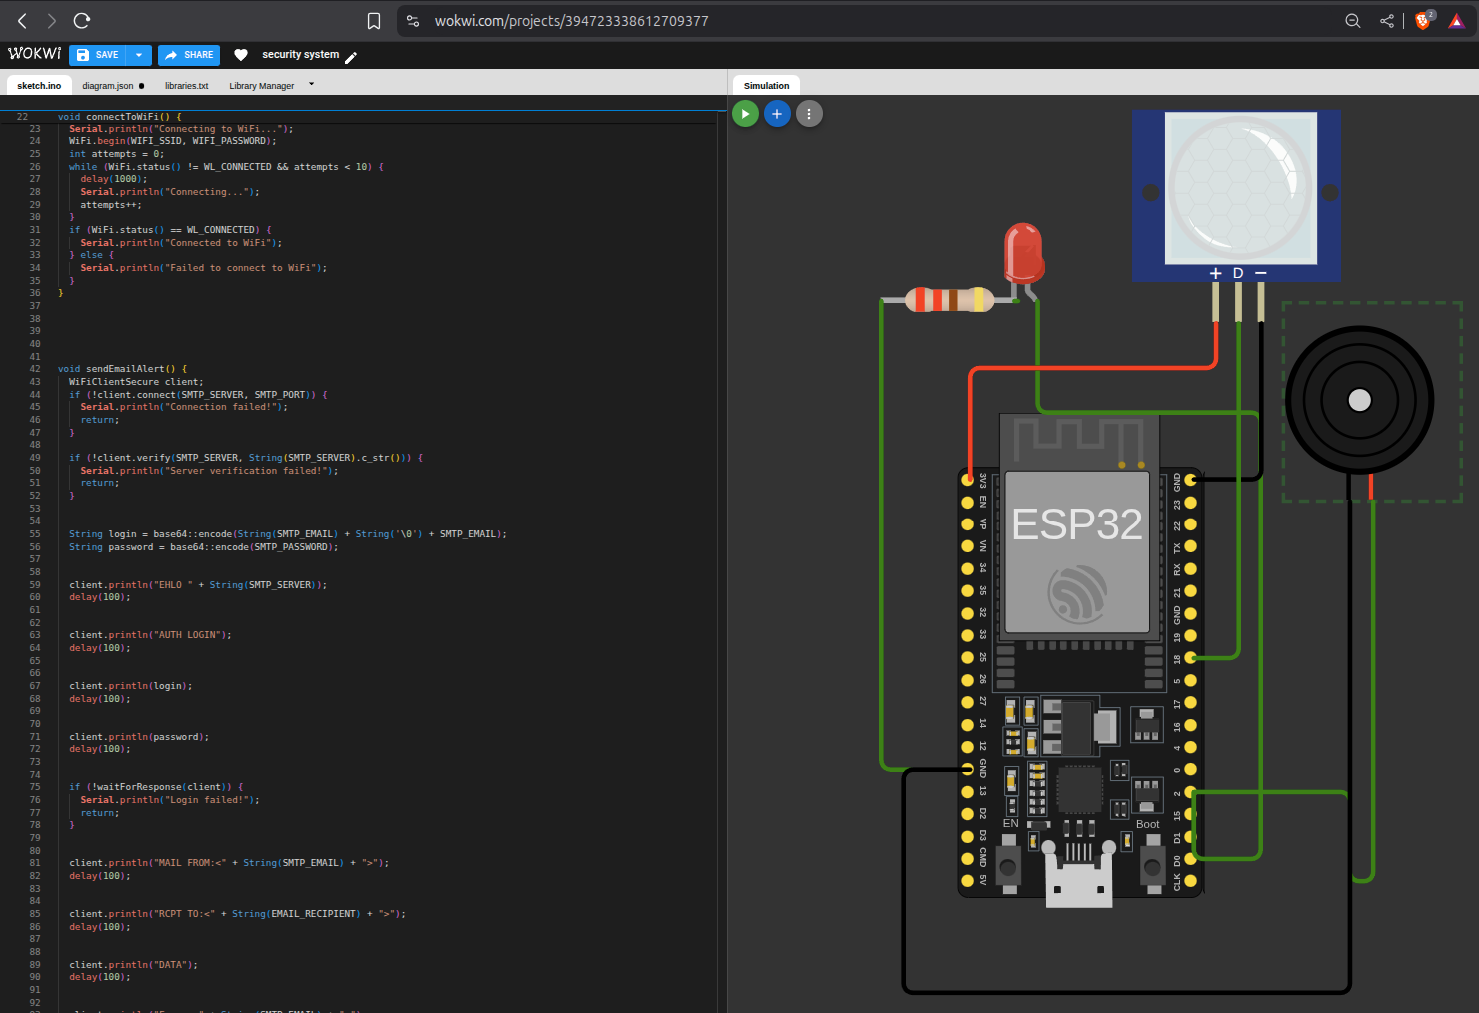 wokwi.com/projects/394723338612709377
2
WOKWi
SAVE
SHARE
security system
sketch.ino
diagram.json
libraries.txt
Library Manager
Simulation
22 void connectToWiFi() {
23 Serial.println("Connecting to WiFi...");
24 WiFi.begin(WIFI_SSID, WIFI_PASSWORD);
25 int attempts = 0;
26 while (WiFi.status() != WL_CONNECTED && attempts < 10) {
27 delay(1000);
28 Serial.println("Connecting...");
29 attempts++;
30 }
31 if (WiFi.status() == WL_CONNECTED) {
32 Serial.println("Connected to WiFi");
33 } else {
34 Serial.println("Failed to connect to WiFi");
35 }
36 }
37
38
39
40
41
42 void sendEmailAlert() {
43 WiFiClientSecure client;
44 if (!client.connect(SMTP_SERVER, SMTP_PORT)) {
45 Serial.println("Connection failed!");
46 return;
47 }
48
49 if (!client.verify(SMTP_SERVER, String(SMTP_SERVER).c_str())) {
50 Serial.println("Server verification failed!");
51 return;
52 }
53
54
55 String login = base64::encode(String(SMTP_EMAIL) + String('\0') + SMTP_EMAIL);
56 String password = base64::encode(SMTP_PASSWORD);
57
58
59 client.println("EHLO " + String(SMTP_SERVER));
60 delay(100);
61
62
63 client.println("AUTH LOGIN");
64 delay(100);
65
66
67 client.println(login);
68 delay(100);
69
70
71 client.println(password);
72 delay(100);
73
74
75 if (!waitForResponse(client)) {
76 Serial.println("Login failed!");
77 return;
78 }
79
80
81 client.println("MAIL FROM:<" + String(SMTP_EMAIL) + ">");
82 delay(100);
83
84
85 client.println("RCPT TO:<" + String(EMAIL_RECIPIENT) + ">");
86 delay(100);
87
88
89 client.println("DATA");
90 delay(100);
91
92
+ D −
ESP32
3V3
EN
VP
VN
34
35
32
33
25
26
27
14
12
GND
13
D2
D3
CMD
5V
GND
23
22
TX
RX
21
GND
19
18
5
17
16
4
0
2
15
D1
D0
CLK
EN
Boot